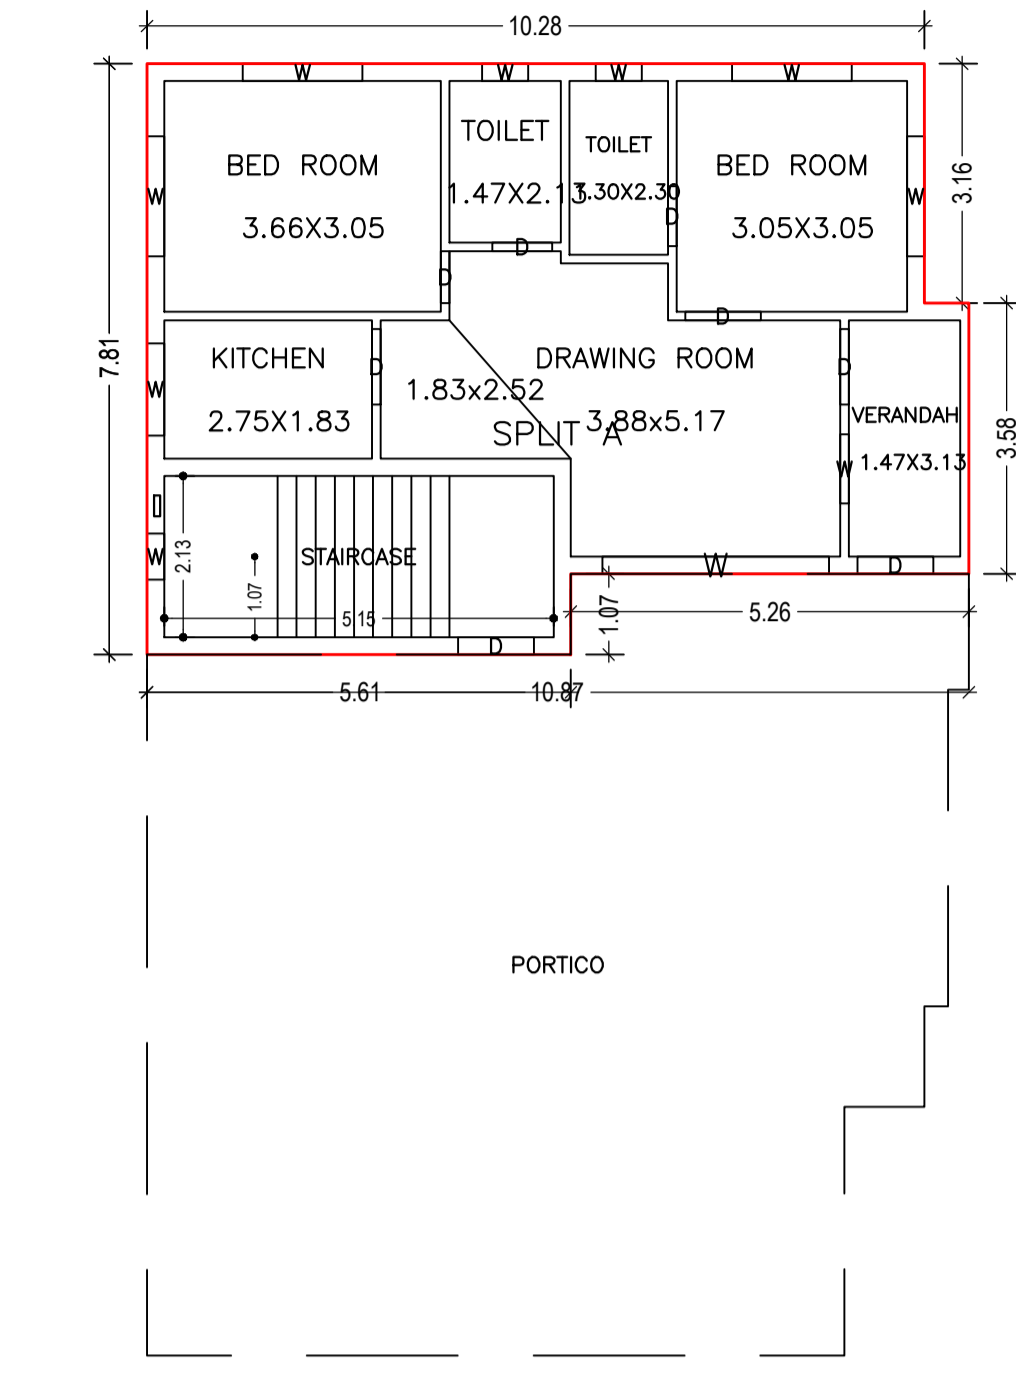 10.28
W
W
W
W
TOILET
TOILET
BED ROOM
BED ROOM
3.16
W
1.47X2.13
1.30X2.30
W
D
3.66X3.05
3.05X3.05
D
D
D
7.81
KITCHEN
D
DRAWING ROOM
D
W
1.83x2.52
2.75X1.83
3.88x5.17
VERANDAH
SPLIT A
3.58
W
1.47X3.13
2.13
W
STAIRCASE
W
D
1.07
5.15
1.07
5.26
D
5.61
10.87
PORTICO